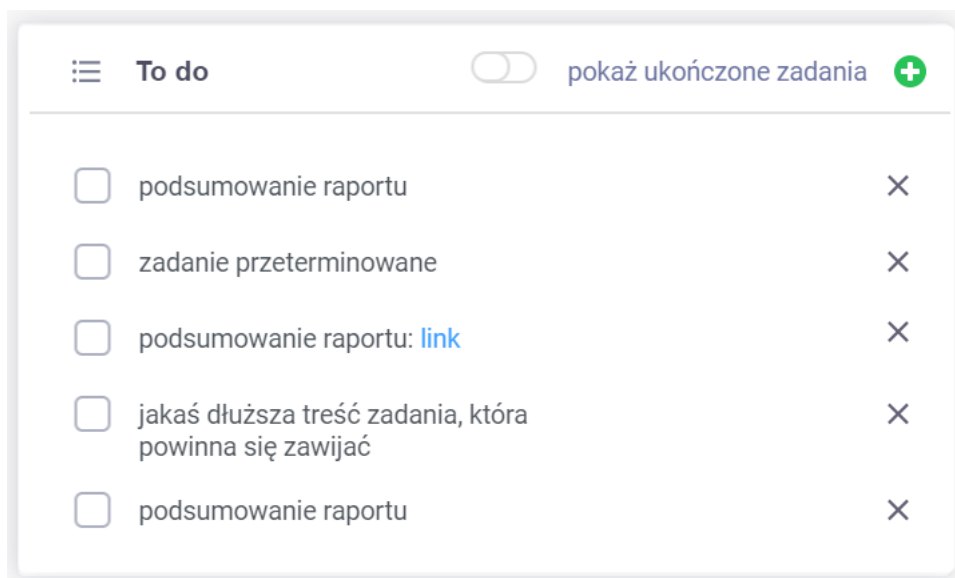 To do
pokaż ukończone zadania
podsumowanie raportu
zadanie przeterminowane
podsumowanie raportu: link
jakaś dłuższa treść zadania, która
powinna się zawijać
podsumowanie raportu